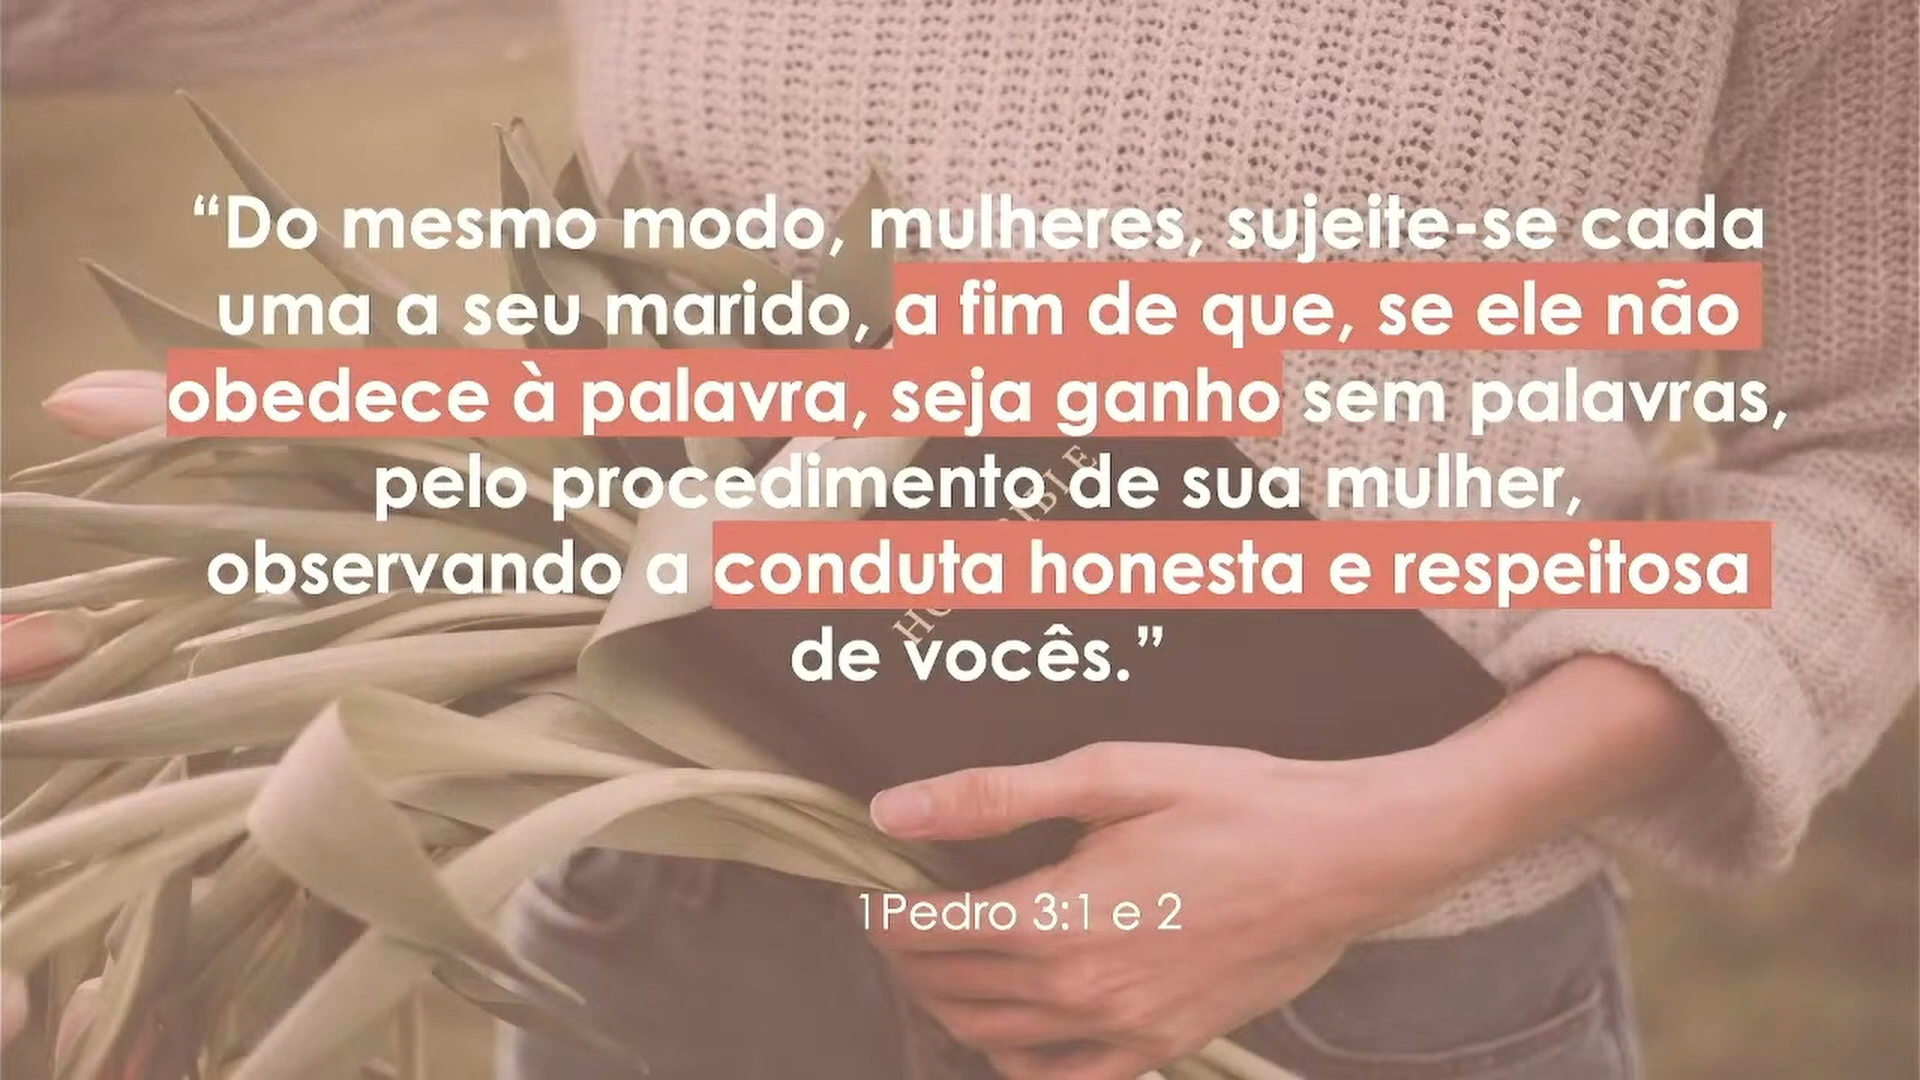 “Do mesmo modo, mulheres, sujeite-se cada
uma a seu marido, a fim de que, se ele não
obedece à palavra, seja ganho sem palavras,
pelo procedimento de sua mulher,
observando a conduta honesta e respeitosa
de vocês.”
1Pedro 3:1 e 2